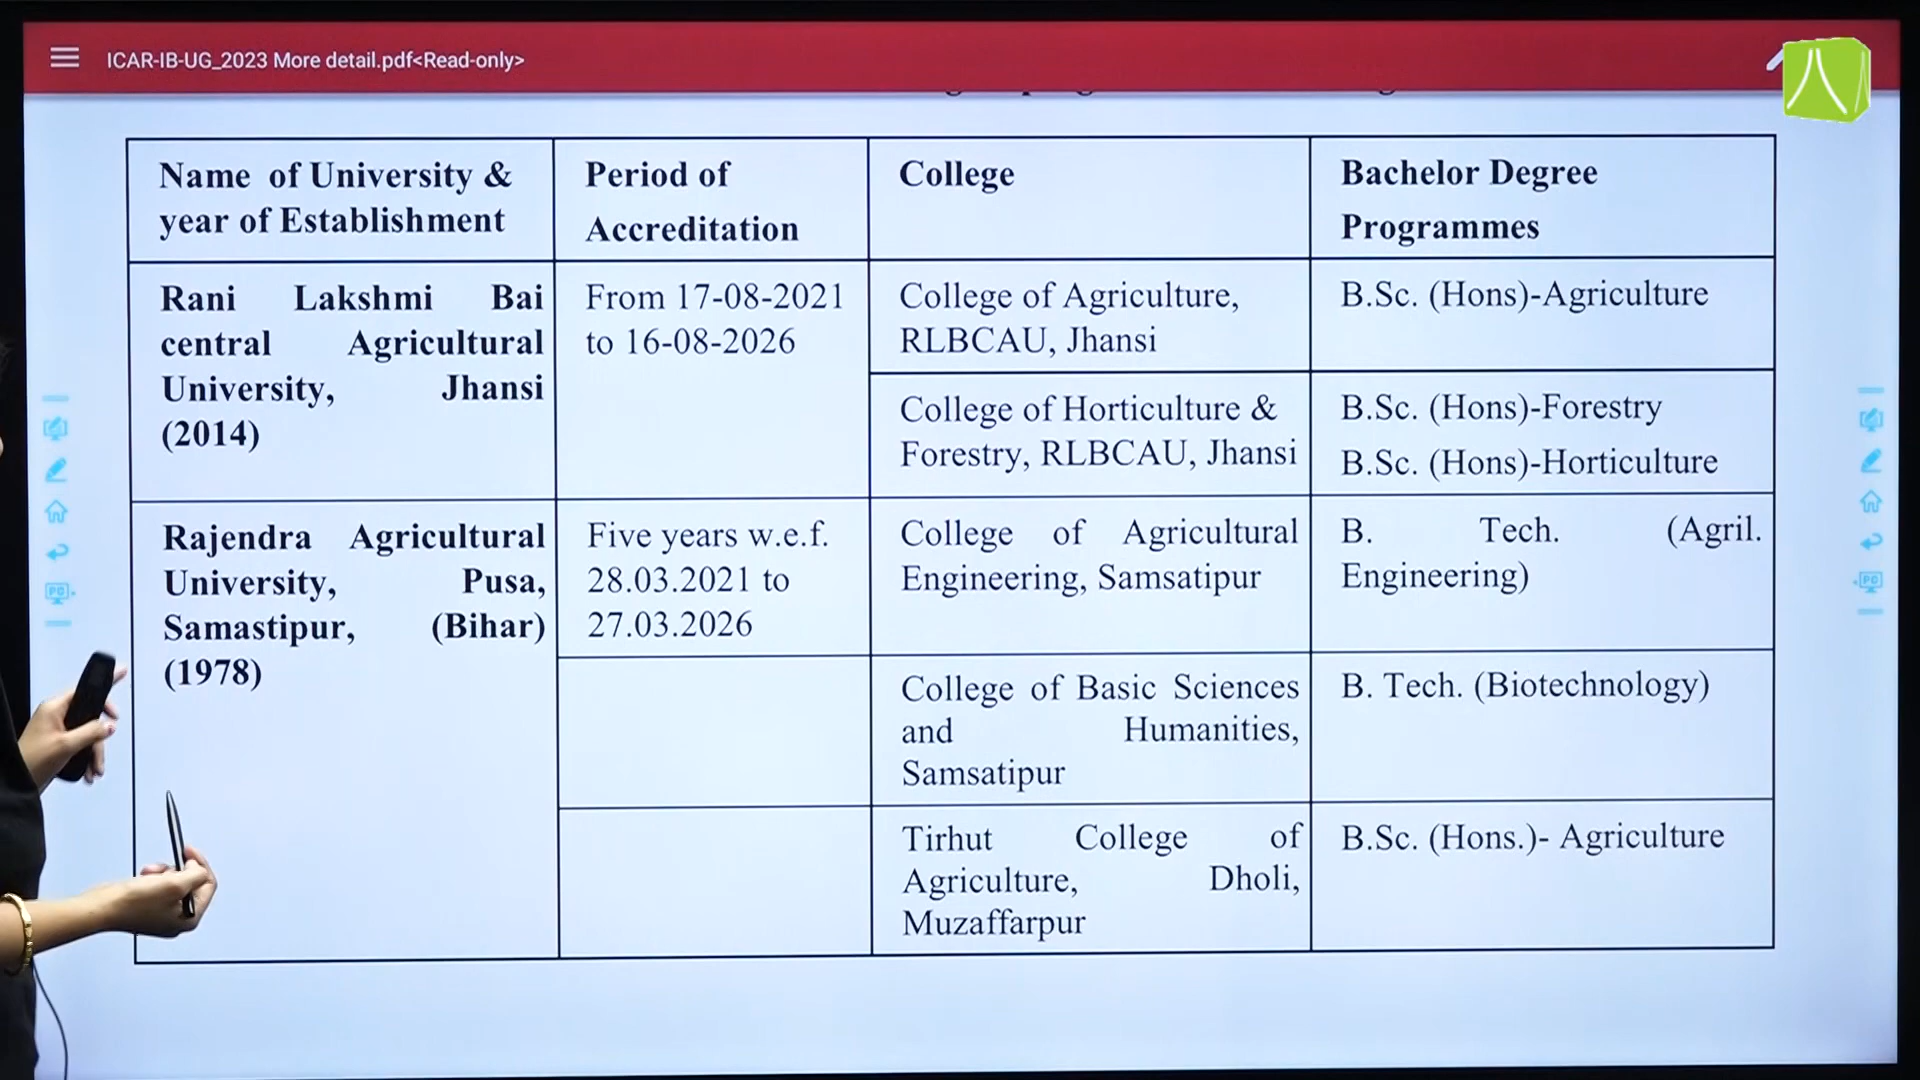 ICAR-IB-UG_2023 More detail.pdf<Read-only>
Name of University &
year of Establishment
Period of
Accreditation
College
Bachelor Degree
Programmes
Rani Lakshmi Bai
central Agricultural
University, Jhansi
(2014)
From 17-08-2021
to 16-08-2026
College of Agriculture,
RLBCAU, Jhansi
B.Sc. (Hons)-Agriculture
College of Horticulture &
Forestry, RLBCAU, Jhansi
B.Sc. (Hons)-Forestry
B.Sc. (Hons)-Horticulture
Rajendra Agricultural
University, Pusa,
Samastipur, (Bihar)
(1978)
Five years w.e.f.
28.03.2021 to
27.03.2026
College of Agricultural
Engineering, Samsatipur
B. Tech. (Agril.
Engineering)
College of Basic Sciences
and Humanities,
Samsatipur
B. Tech. (Biotechnology)
Tirhut College of
Agriculture, Dholi,
Muzaffarpur
B.Sc. (Hons.)- Agriculture
PC
PC